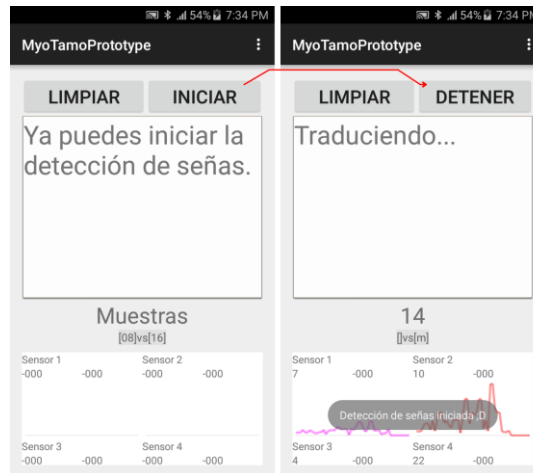 54% 7:34 PM
MyoTamoPrototype
LIMPIAR INICIAR
Ya puedes iniciar la
detección de señas.
Muestras
[08]vs[16]
Sensor 1 Sensor 2
-000 -000 -000 -000
Sensor 3 Sensor 4
-000 -000 -000 -000
54% 7:34 PM
MyoTamoPrototype
LIMPIAR DETENER
Traduciendo...
14
[]vs[m]
Sensor 1 Sensor 2
7 -000 10 -000
Detección de señas iniciada ;D
Sensor 3 Sensor 4
4 -000 22 -000